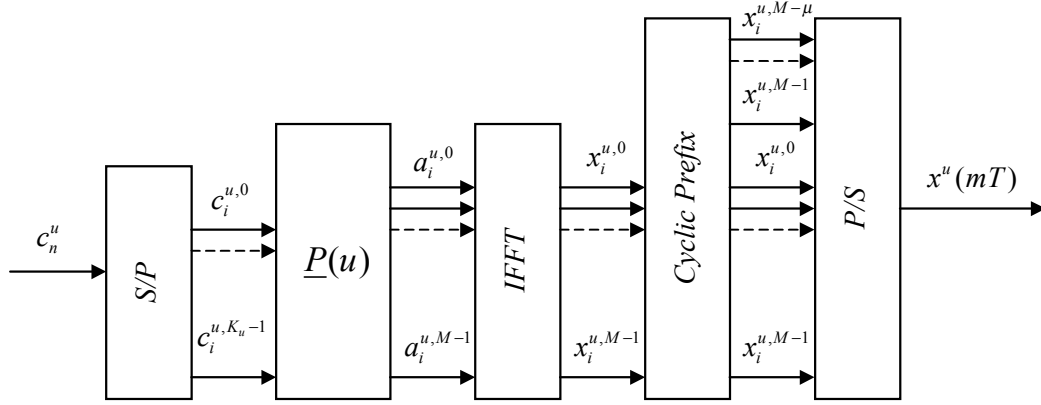 c_n^u
S/P
c_i^{u,0}
c_i^{u,K_u-1}
P(u)
a_i^{u,0}
a_i^{u,M-1}
IFFT
x_i^{u,0}
x_i^{u,M-1}
Cyclic Prefix
x_i^{u,M-μ}
x_i^{u,M-1}
x_i^{u,0}
x_i^{u,M-1}
P/S
x^u(mT)